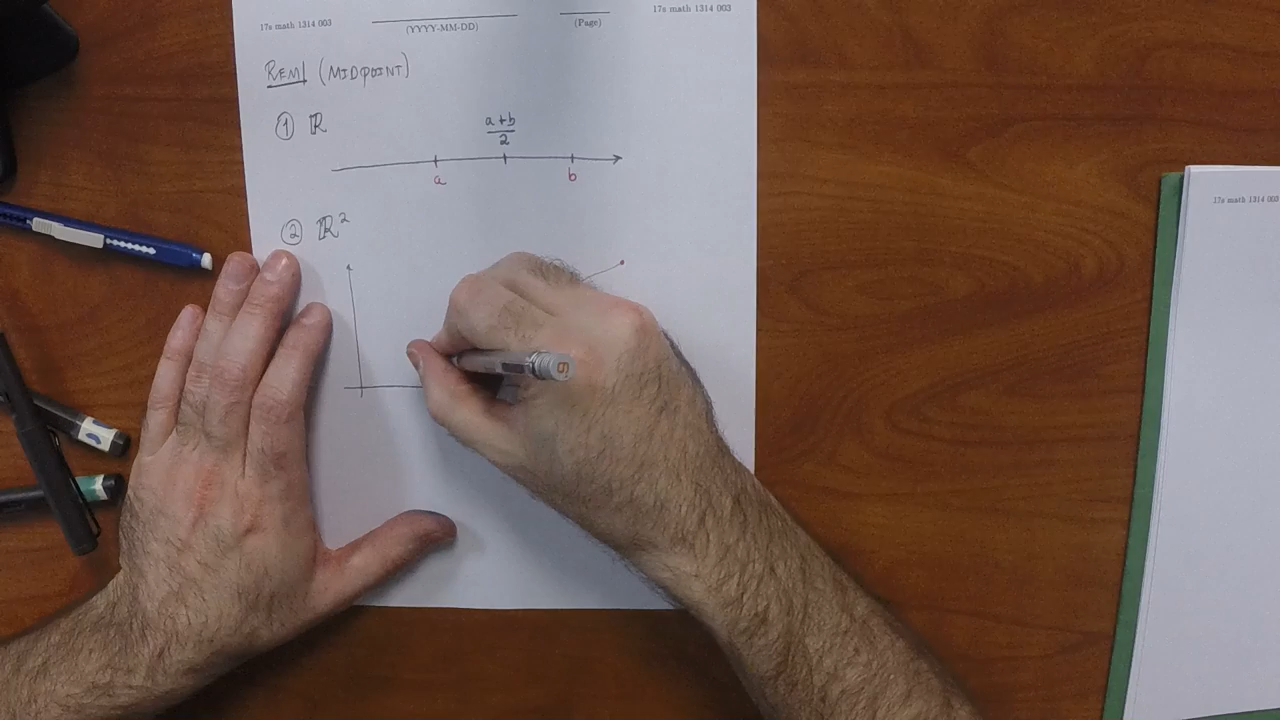 17s math 1314 003 (YYYY-MM-DD) (Page) 17s math 1314 003
REM (MIDPOINT)
① ℝ
a+b
2
a b
② ℝ²
17s math 1314 003